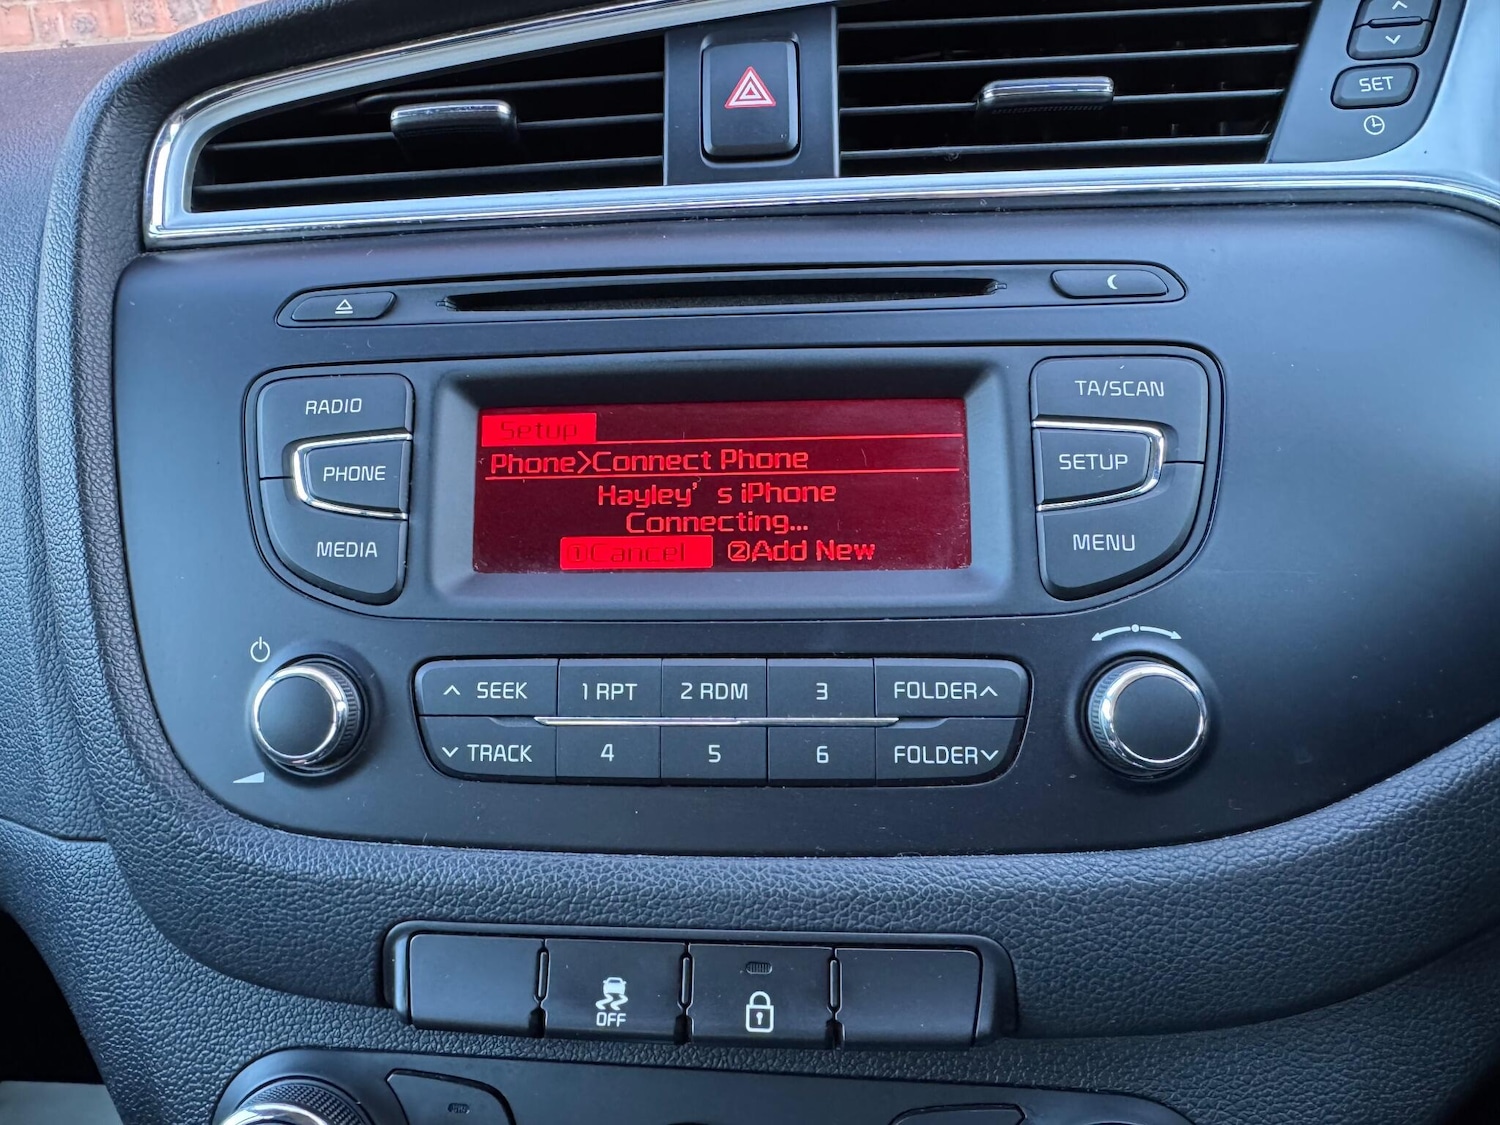 SET
RADIO
PHONE
MEDIA
Setup
Phone>Connect Phone
Hayley's iPhone
Connecting...
①Cancel ②Add New
TA/SCAN
SETUP
MENU
SEEK 1 RPT 2 RDM 3 FOLDER
TRACK 4 5 6 FOLDER
OFF